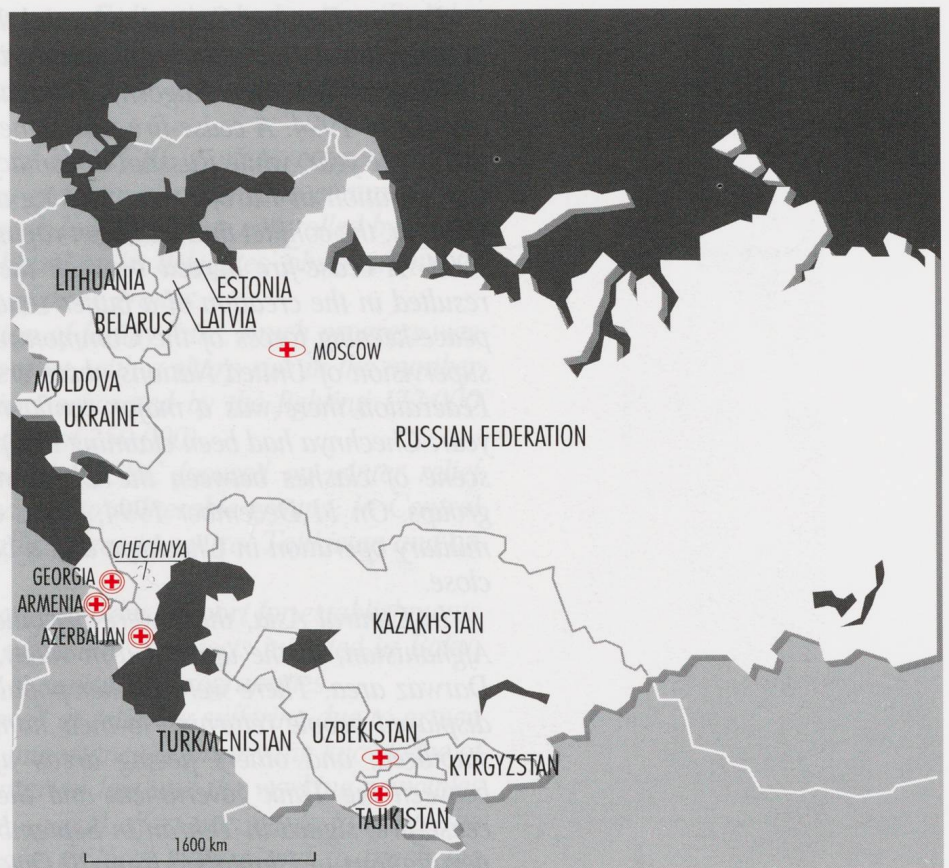 LITHUANIA
ESTONIA
LATVIA
BELARUS
MOSCOW
MOLDOVA
UKRAINE
RUSSIAN FEDERATION
CHECHNYA
GEORGIA
ARMENIA
AZERBAIJAN
KAZAKHSTAN
TURKMENISTAN
UZBEKISTAN
KYRGYZSTAN
TAJIKISTAN
1600 km